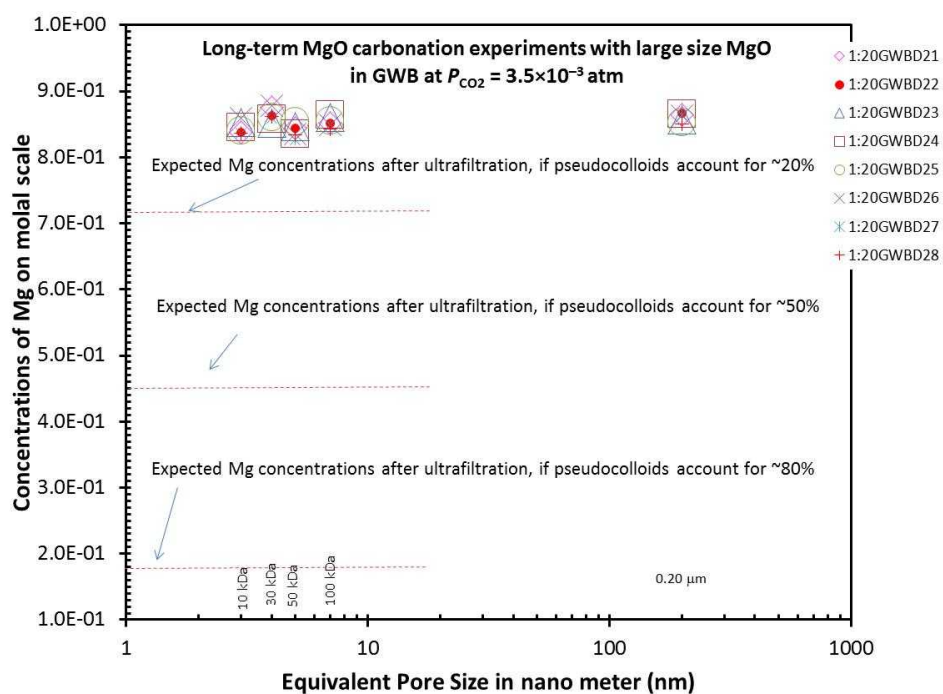 Long-term MgO carbonation experiments with large size MgO
in GWB at P_CO2 = 3.5×10⁻³ atm
1.0E+00
9.0E-01
8.0E-01
7.0E-01
6.0E-01
5.0E-01
4.0E-01
3.0E-01
2.0E-01
1.0E-01
Concentrations of Mg on molal scale
Expected Mg concentrations after ultrafiltration, if pseudocolloids account for ~20%
Expected Mg concentrations after ultrafiltration, if pseudocolloids account for ~50%
Expected Mg concentrations after ultrafiltration, if pseudocolloids account for ~80%
10 kDa
30 kDa
50 kDa
100 kDa
0.20 µm
1
10
100
1000
Equivalent Pore Size in nano meter (nm)
1:20GWBD21
1:20GWBD22
1:20GWBD23
1:20GWBD24
1:20GWBD25
1:20GWBD26
1:20GWBD27
1:20GWBD28